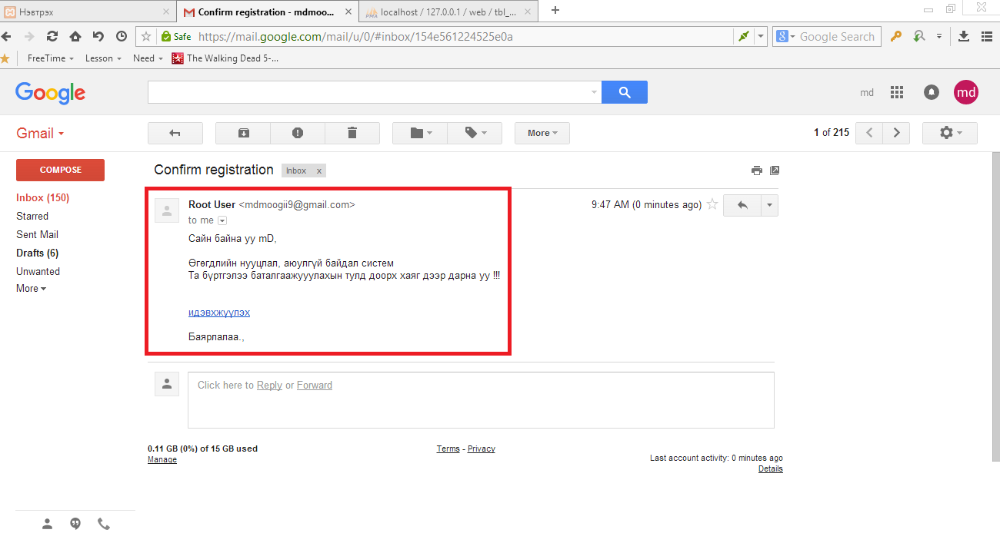 Нэвтрэх
Confirm registration - mdmoo...
localhost / 127.0.0.1 / web / tbl_...
Safe https://mail.google.com/mail/u/0/#inbox/154e561224525e0a
Google Search
FreeTime Lesson Need The Walking Dead 5-...
Google
md
md
Gmail
More
1 of 215
COMPOSE
Inbox (150)
Starred
Sent Mail
Drafts (6)
Unwanted
More
Confirm registration Inbox x
Root User <mdmoogii9@gmail.com>
9:47 AM (0 minutes ago)
to me
Сайн байна уу mD,
Өгөгдлийн нууцлал, аюулгүй байдал систем
Та бүртгэлээ баталгаажууулахын тулд доорх хаяг дээр дарна уу !!!
идэвхжүүлэх
Баярлалаа.,
Click here to Reply or Forward
0.11 GB (0%) of 15 GB used
Manage
Terms - Privacy
Last account activity: 0 minutes ago
Details